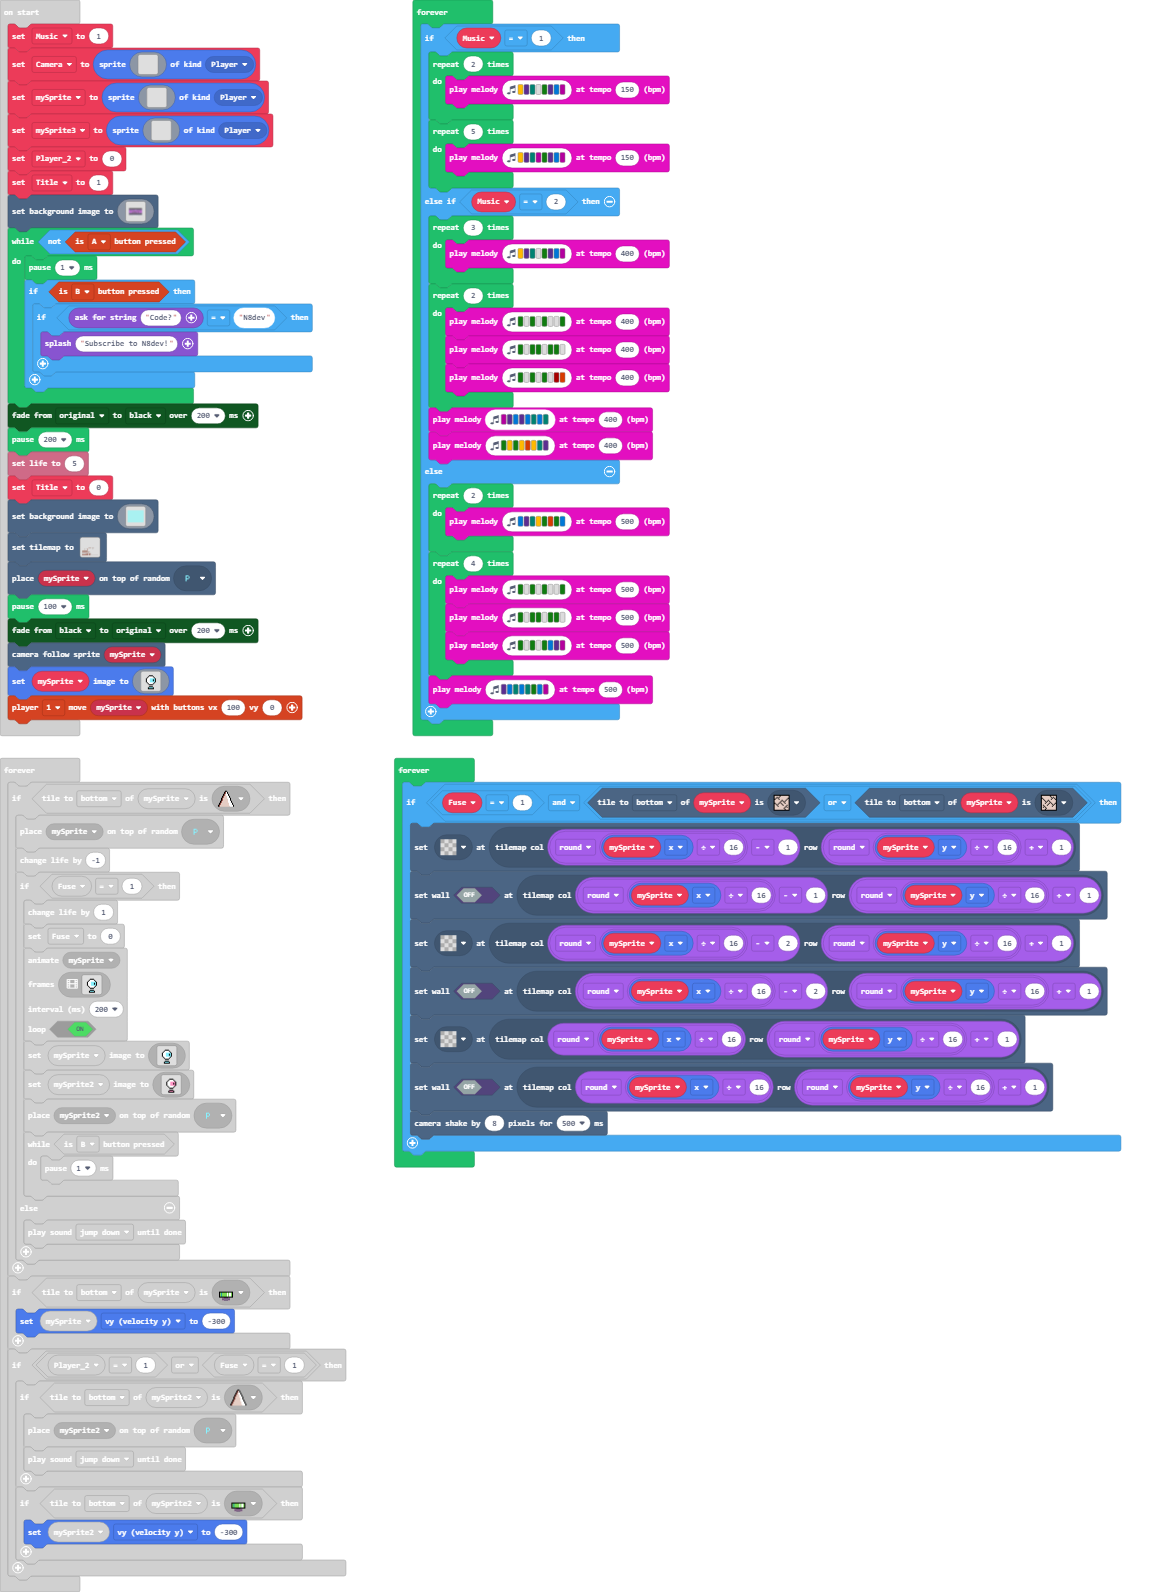 on start
set Music to 1
set Camera to sprite of kind Player
set mySprite to sprite of kind Player
set mySprite3 to sprite of kind Player
set Player_2 to 0
set Title to 1
set background image to
while not is A button pressed
do
pause 1 ms
if is B button pressed then
if ask for string "Code?" = "N8dev" then
splash "Subscribe to N8dev!"
fade from original to black over 200 ms
pause 200 ms
set life to 5
set Title to 0
set background image to
set tilemap to
place mySprite on top of random P
pause 100 ms
fade from black to original over 200 ms
camera follow sprite mySprite
set mySprite image to
player 1 move mySprite with buttons vx 100 vy 0
forever
if Music = 1 then
repeat 2 times
do
play melody at tempo 150 (bpm)
repeat 5 times
do
play melody at tempo 150 (bpm)
else if Music = 2 then
repeat 3 times
do
play melody at tempo 400 (bpm)
repeat 2 times
do
play melody at tempo 400 (bpm)
play melody at tempo 400 (bpm)
play melody at tempo 400 (bpm)
play melody at tempo 400 (bpm)
play melody at tempo 400 (bpm)
else
repeat 2 times
do
play melody at tempo 500 (bpm)
repeat 4 times
do
play melody at tempo 500 (bpm)
play melody at tempo 500 (bpm)
play melody at tempo 500 (bpm)
play melody at tempo 500 (bpm)
forever
if tile to bottom of mySprite is then
place mySprite on top of random P
change life by -1
if Fuse = 1 then
change life by 1
set Fuse to 0
animate mySprite
frames
interval (ms) 200
loop ON
set mySprite image to
set mySprite2 image to
place mySprite2 on top of random P
while is B button pressed
do
pause 1 ms
else
play sound jump down until done
if tile to bottom of mySprite is then
set mySprite vy (velocity y) to -300
if Player_2 = 1 or Fuse = 1 then
if tile to bottom of mySprite2 is then
place mySprite2 on top of random P
play sound jump down until done
if tile to bottom of mySprite2 is then
set mySprite2 vy (velocity y) to -300
forever
if Fuse = 1 and tile to bottom of mySprite is or tile to bottom of mySprite is then
set at tilemap col round mySprite x ÷ 16 - 1 row round mySprite y ÷ 16 + 1
set wall OFF at tilemap col round mySprite x ÷ 16 - 1 row round mySprite y ÷ 16 + 1
set at tilemap col round mySprite x ÷ 16 - 2 row round mySprite y ÷ 16 + 1
set wall OFF at tilemap col round mySprite x ÷ 16 - 2 row round mySprite y ÷ 16 + 1
set at tilemap col round mySprite x ÷ 16 row round mySprite y ÷ 16 + 1
set wall OFF at tilemap col round mySprite x ÷ 16 row round mySprite y ÷ 16 + 1
camera shake by 8 pixels for 500 ms